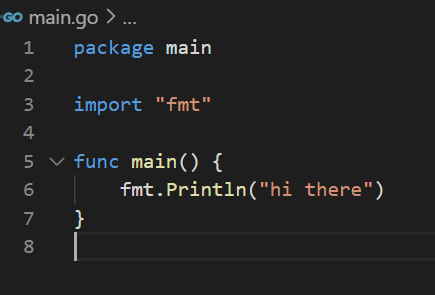 GO main.go > ...
1 package main
2
3 import "fmt"
4
5 func main() {
6     fmt.Println("hi there")
7 }
8